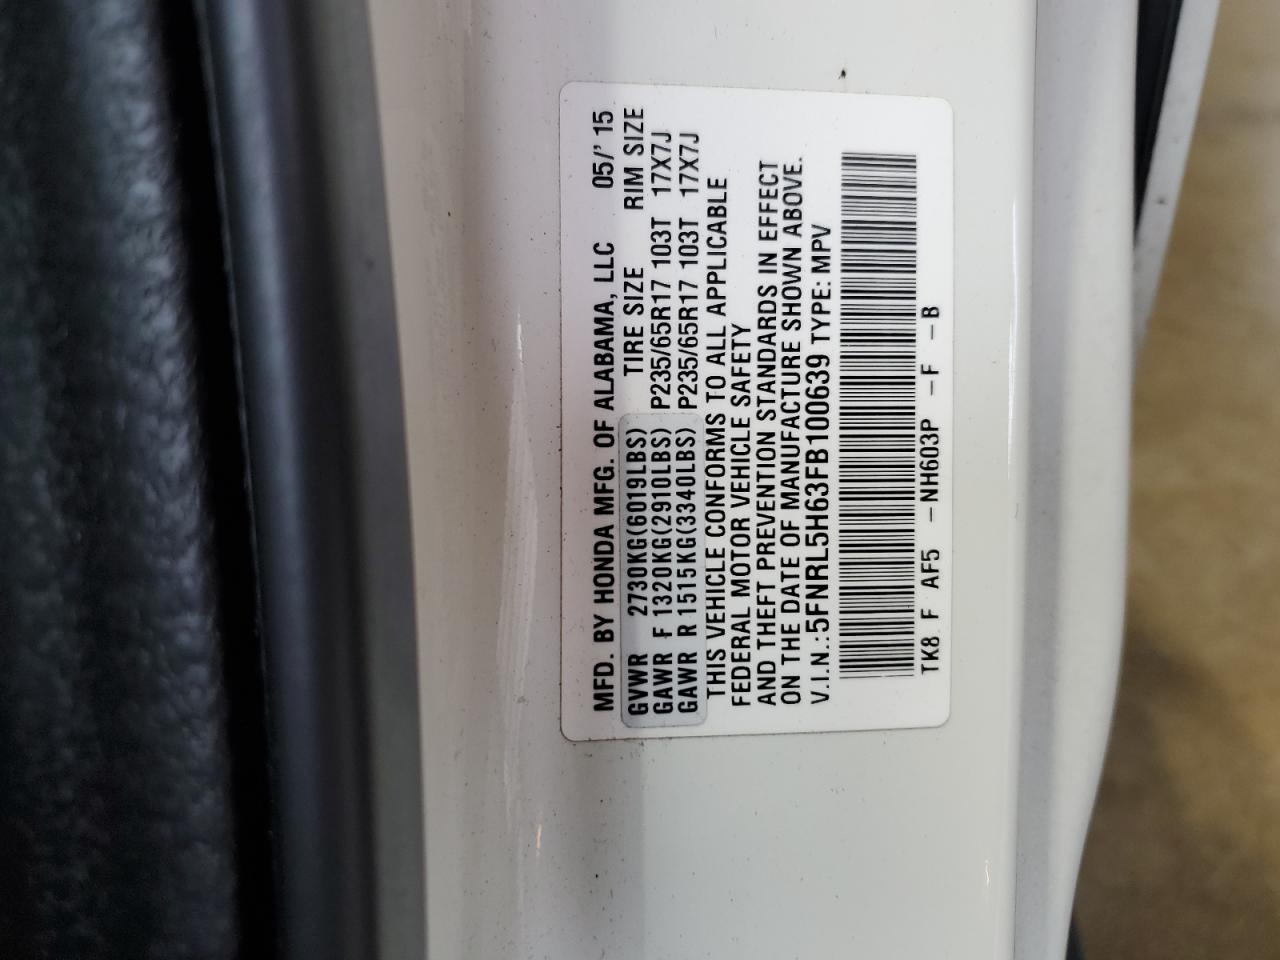 MFD. BY HONDA MFG. OF ALABAMA, LLC 05/'15
GVWR 2730KG(6019LBS) TIRE SIZE RIM SIZE
GAWR F 1320KG(2910LBS) P235/65R17 103T 17X7J
GAWR R 1515KG(3340LBS) P235/65R17 103T 17X7J
THIS VEHICLE CONFORMS TO ALL APPLICABLE
FEDERAL MOTOR VEHICLE SAFETY
AND THEFT PREVENTION STANDARDS IN EFFECT
ON THE DATE OF MANUFACTURE SHOWN ABOVE.
V.I.N.:5FNRL5H63FB100639 TYPE:MPV
TK8 F AF5 -NH603P -F -B